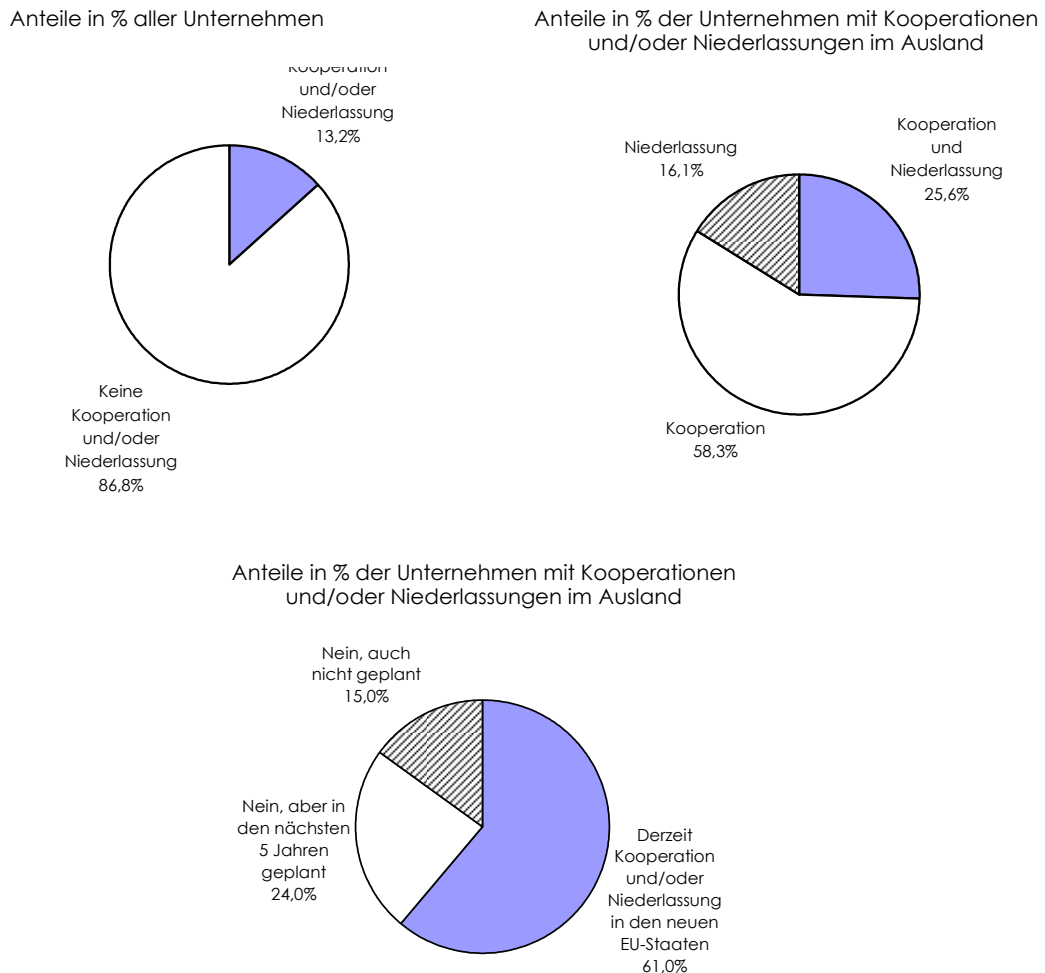 Anteile in % aller Unternehmen
Kooperation
und/oder
Niederlassung
13,2%
Keine
Kooperation
und/oder
Niederlassung
86,8%
Anteile in % der Unternehmen mit Kooperationen
und/oder Niederlassungen im Ausland
Niederlassung
16,1%
Kooperation
und
Niederlassung
25,6%
Kooperation
58,3%
Anteile in % der Unternehmen mit Kooperationen
und/oder Niederlassungen im Ausland
Nein, auch
nicht geplant
15,0%
Nein, aber in
den nächsten
5 Jahren
geplant
24,0%
Derzeit
Kooperation
und/oder
Niederlassung
in den neuen
EU-Staaten
61,0%